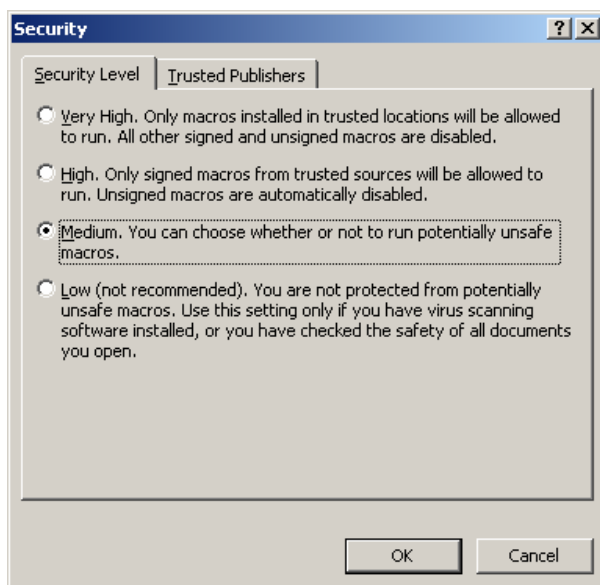 Security
Security Level
Trusted Publishers
Very High. Only macros installed in trusted locations will be allowed
to run. All other signed and unsigned macros are disabled.
High. Only signed macros from trusted sources will be allowed to
run. Unsigned macros are automatically disabled.
Medium. You can choose whether or not to run potentially unsafe
macros.
Low (not recommended). You are not protected from potentially
unsafe macros. Use this setting only if you have virus scanning
software installed, or you have checked the safety of all documents
you open.
OK
Cancel